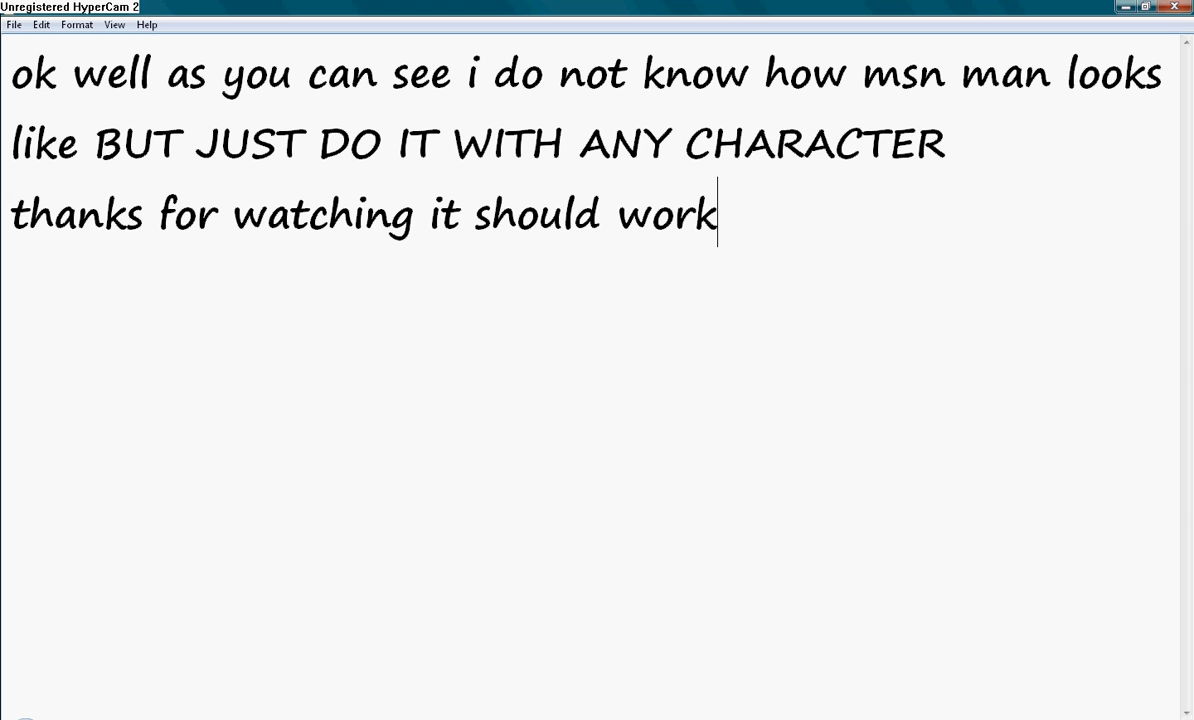 Unregistered HyperCam 2
File Edit Format View Help
ok well as you can see i do not know how msn man looks
like BUT JUST DO IT WITH ANY CHARACTER
thanks for watching it should work